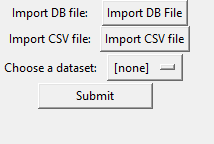 Import DB file: Import DB File
Import CSV file: Import CSV file
Choose a dataset: [none]
Submit